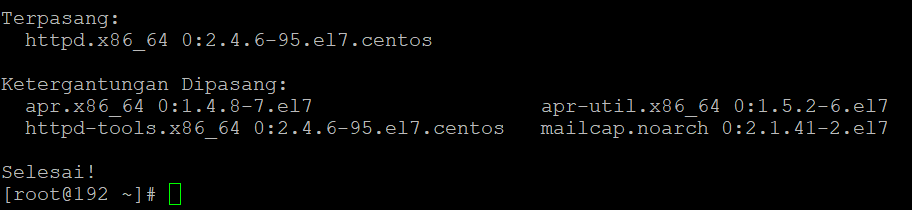 Terpasang:
  httpd.x86_64 0:2.4.6-95.el7.centos

Ketergantungan Dipasang:
  apr.x86_64 0:1.4.8-7.el7                   apr-util.x86_64 0:1.5.2-6.el7
  httpd-tools.x86_64 0:2.4.6-95.el7.centos   mailcap.noarch 0:2.1.41-2.el7

Selesai!
[root@192 ~]#